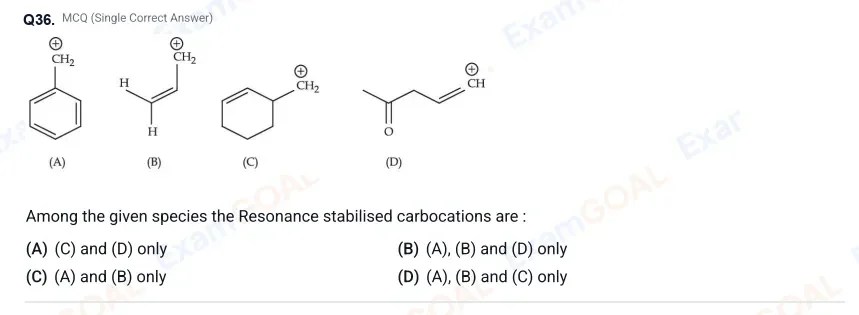 Q36. MCQ (Single Correct Answer)
⊕ ⊕ ⊕ ⊕
CH₂ CH₂ CH₂ CH
H
H O
(A) (B) (C) (D)
Among the given species the Resonance stabilised carbocations are :
(A) (C) and (D) only (B) (A), (B) and (D) only
(C) (A) and (B) only (D) (A), (B) and (C) only
ExamGOAL